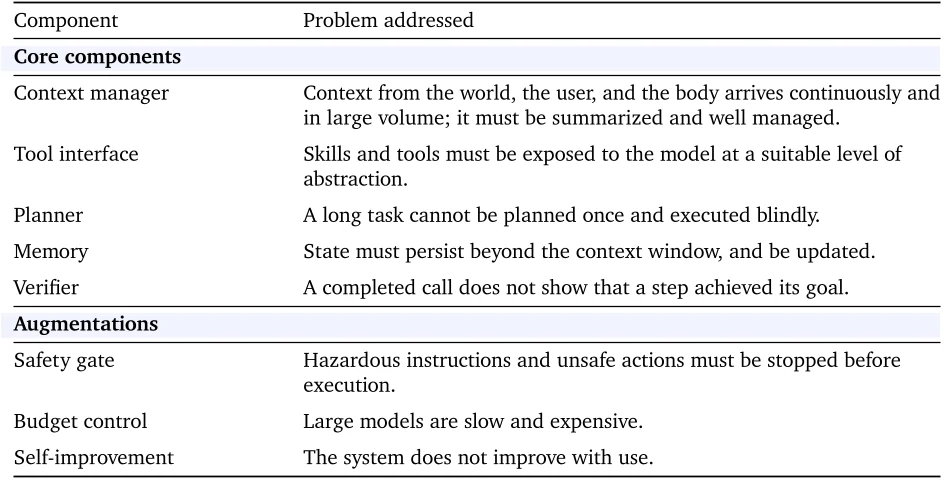 Component Problem addressed
Core components
Context manager Context from the world, the user, and the body arrives continuously and
in large volume; it must be summarized and well managed.
Tool interface Skills and tools must be exposed to the model at a suitable level of
abstraction.
Planner A long task cannot be planned once and executed blindly.
Memory State must persist beyond the context window, and be updated.
Verifier A completed call does not show that a step achieved its goal.
Augmentations
Safety gate Hazardous instructions and unsafe actions must be stopped before
execution.
Budget control Large models are slow and expensive.
Self-improvement The system does not improve with use.